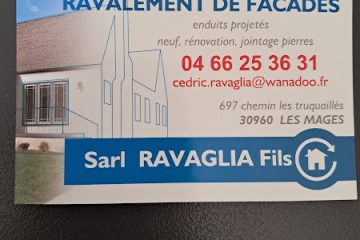 RAVALEMENT DE FACADES
enduits projetés
neuf, rénovation, jointage pierres
04 66 25 36 31
cedric.ravaglia@wanadoo.fr
697 chemin les truquaillés
30960 LES MAGES
Sarl RAVAGLIA Fils